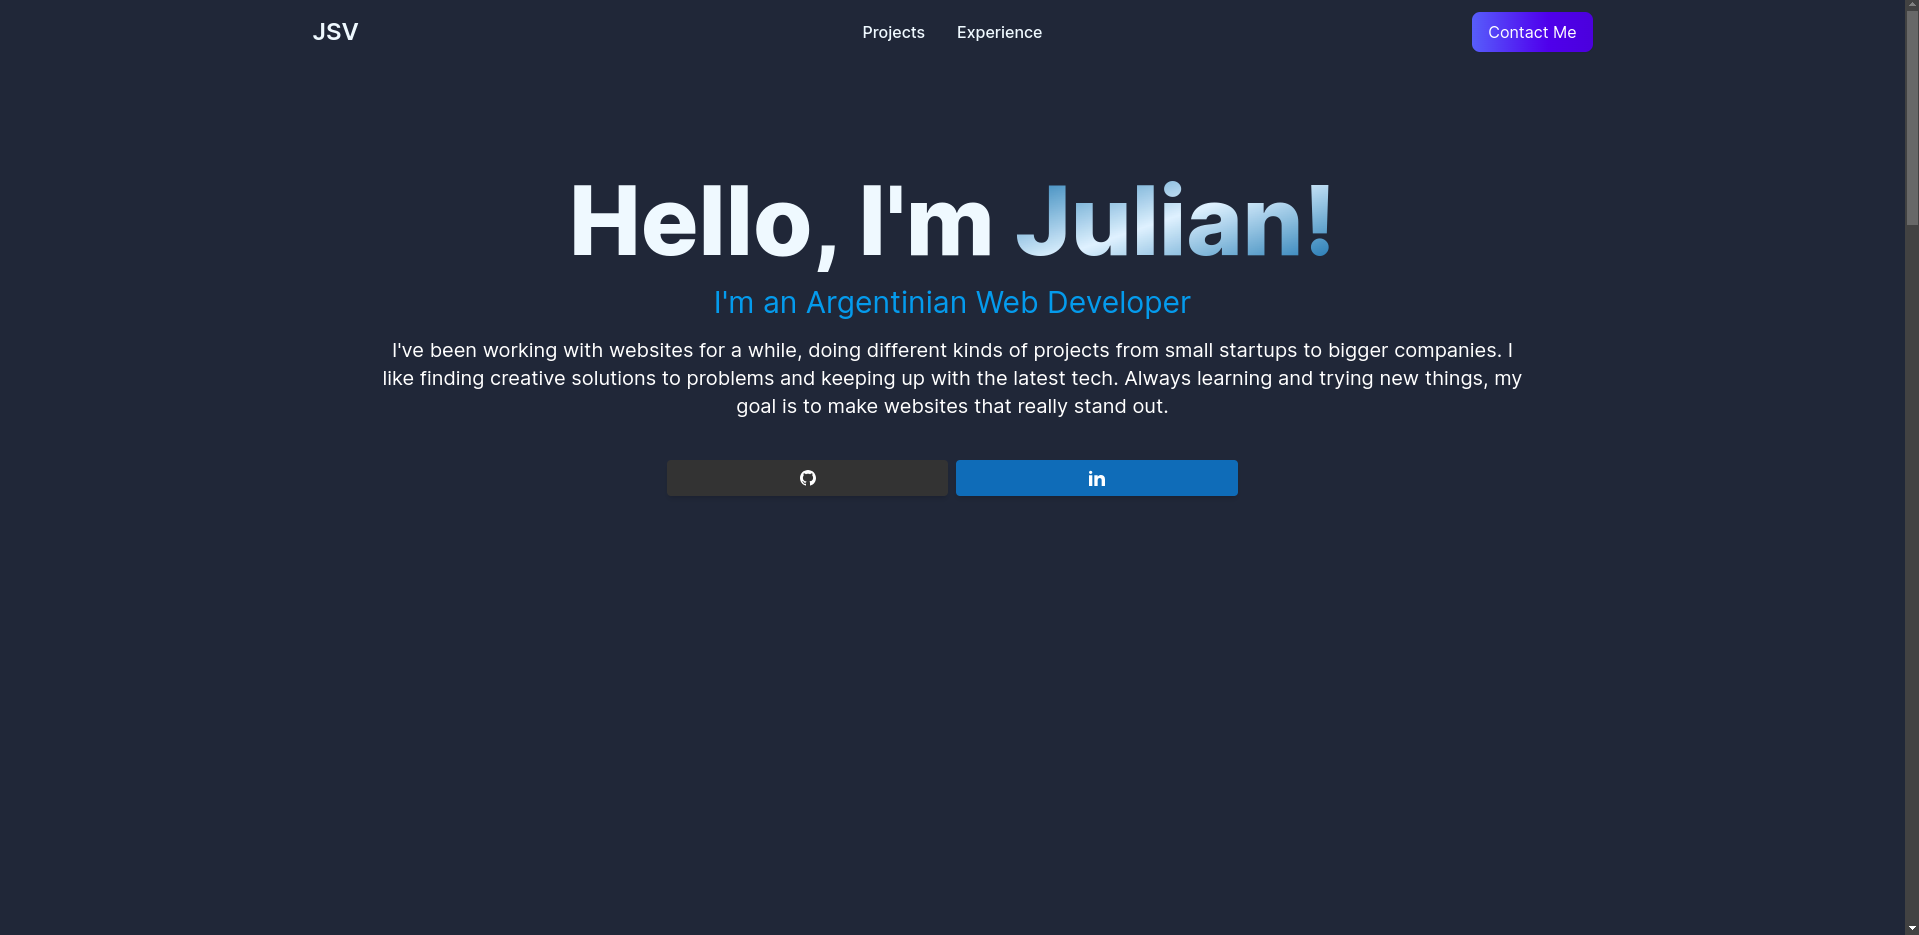 JSV
Projects
Experience
Contact Me
Hello, I'm Julian!
I'm an Argentinian Web Developer
I've been working with websites for a while, doing different kinds of projects from small startups to bigger companies. I
like finding creative solutions to problems and keeping up with the latest tech. Always learning and trying new things, my
goal is to make websites that really stand out.
in